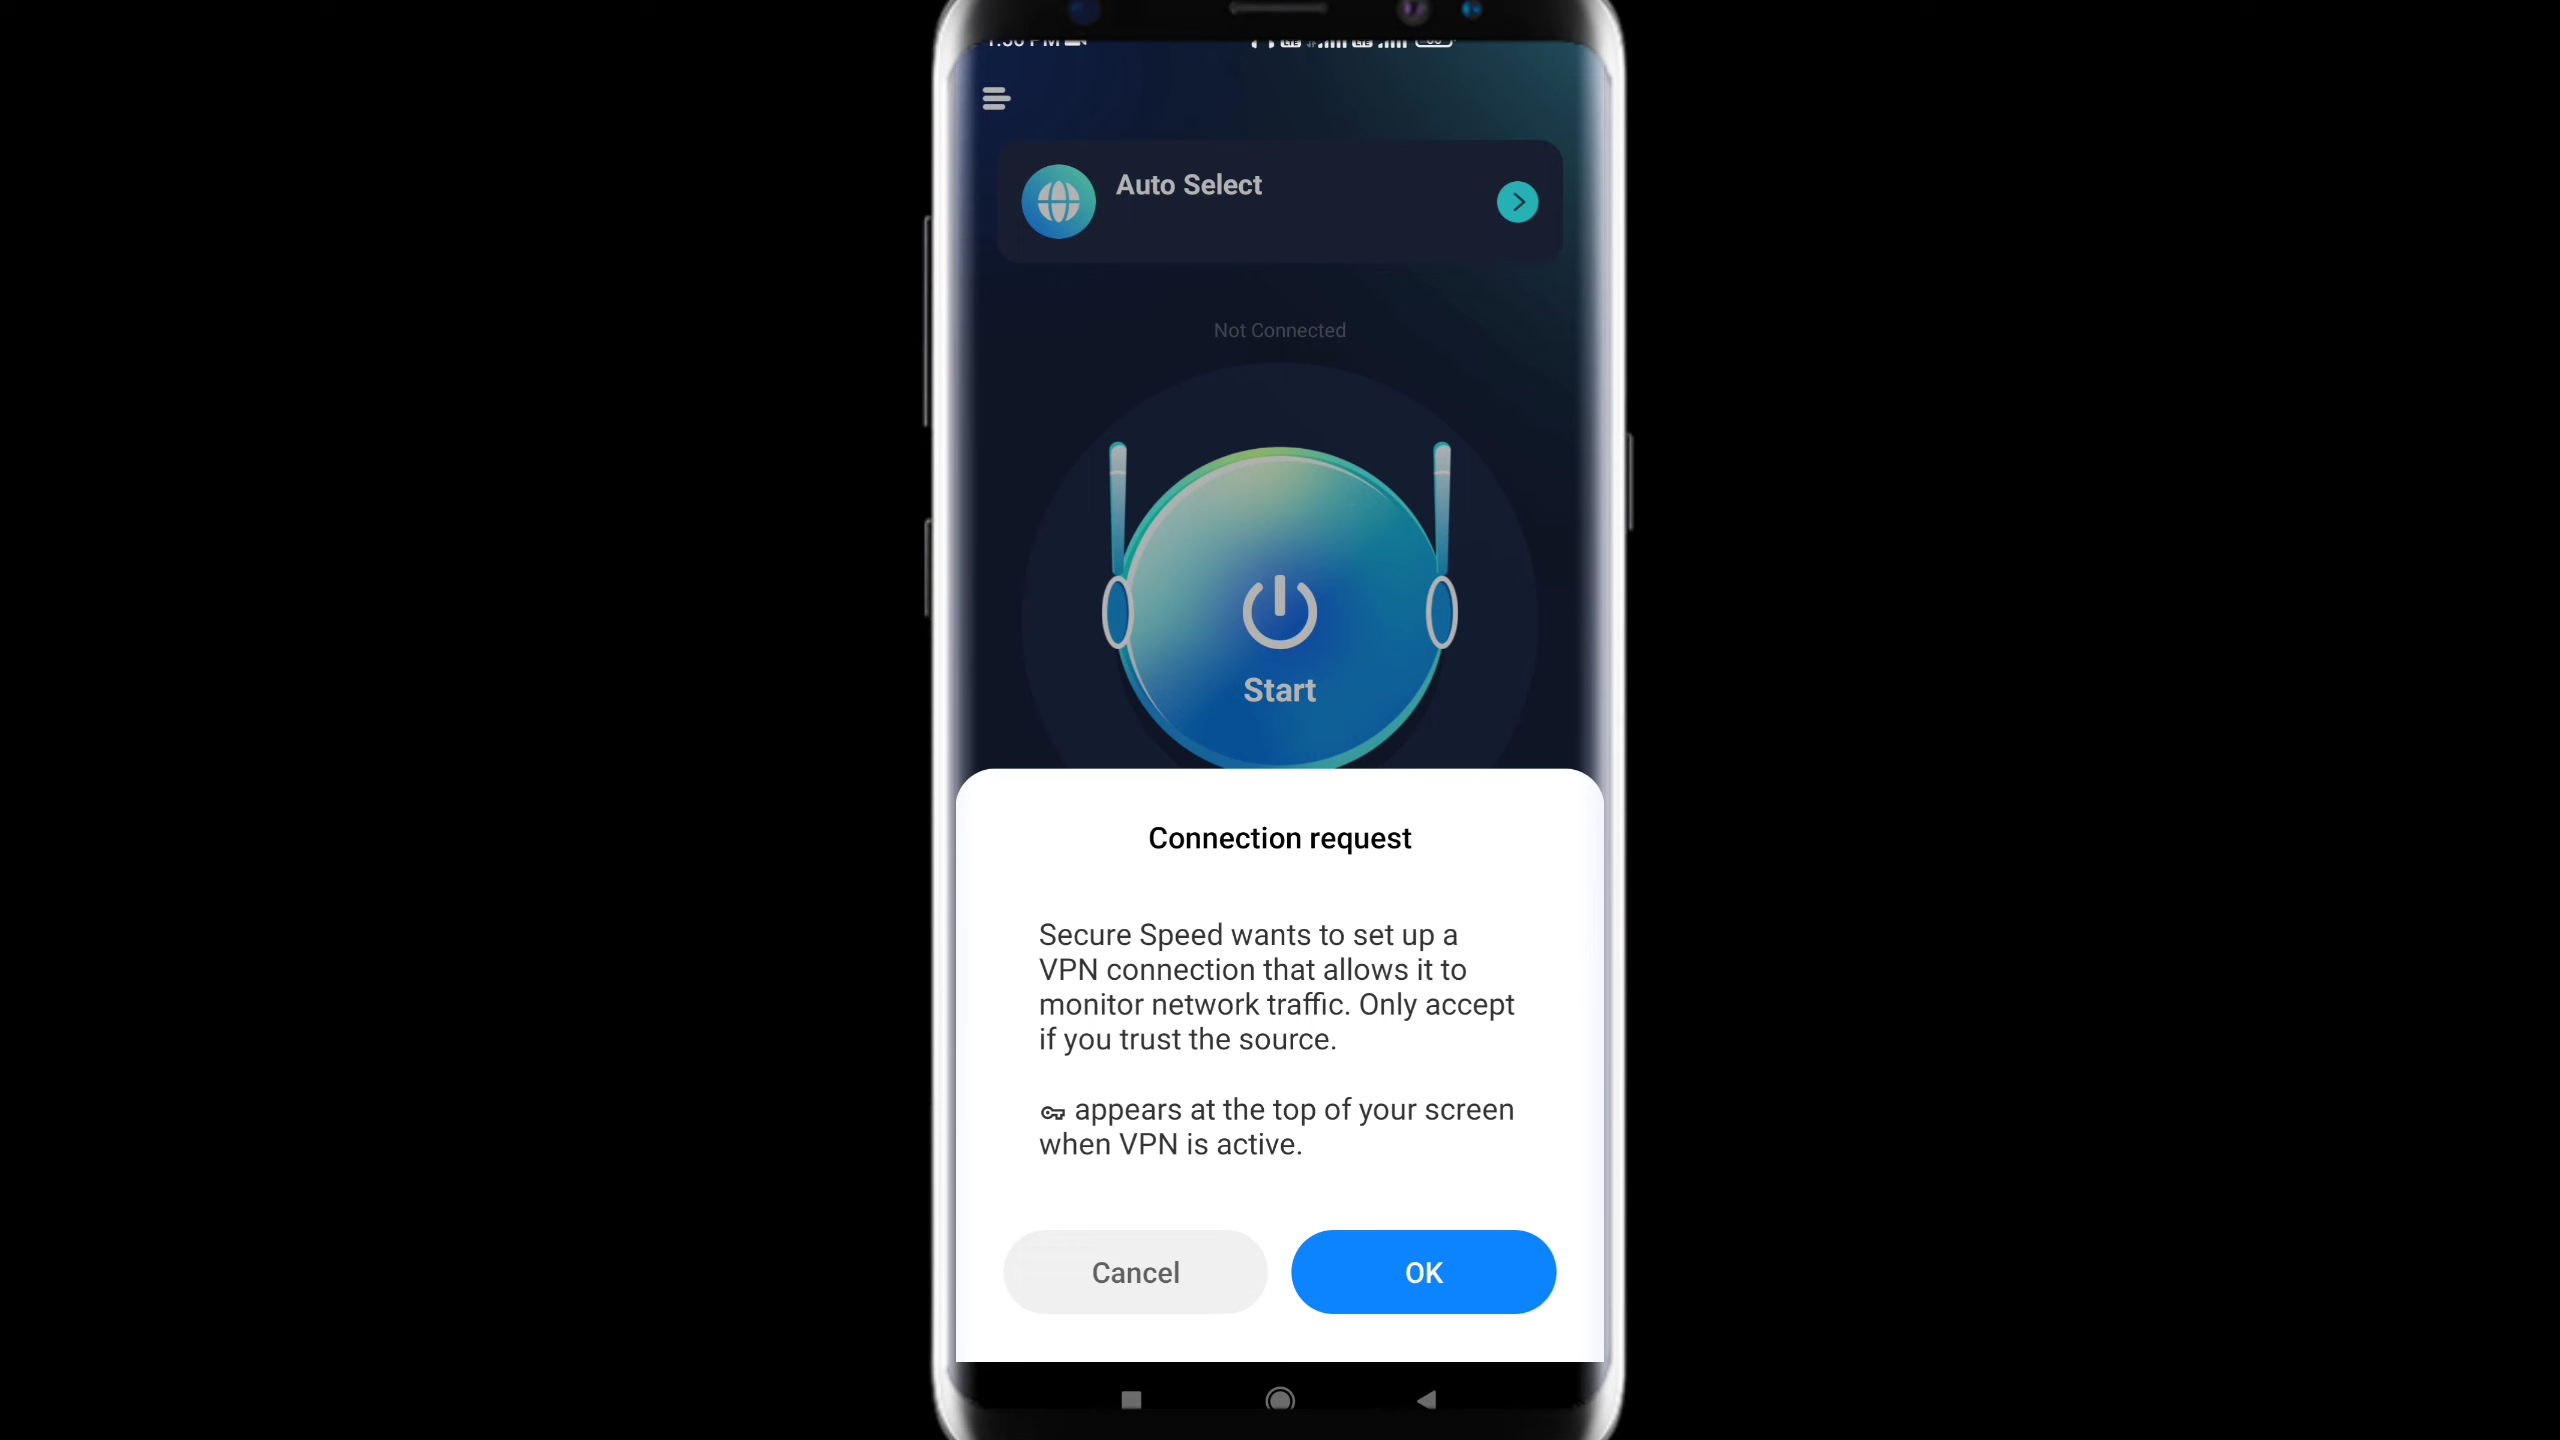 Auto Select
Not Connected
Start
Connection request
Secure Speed wants to set up a
VPN connection that allows it to
monitor network traffic. Only accept
if you trust the source.
appears at the top of your screen
when VPN is active.
Cancel
OK